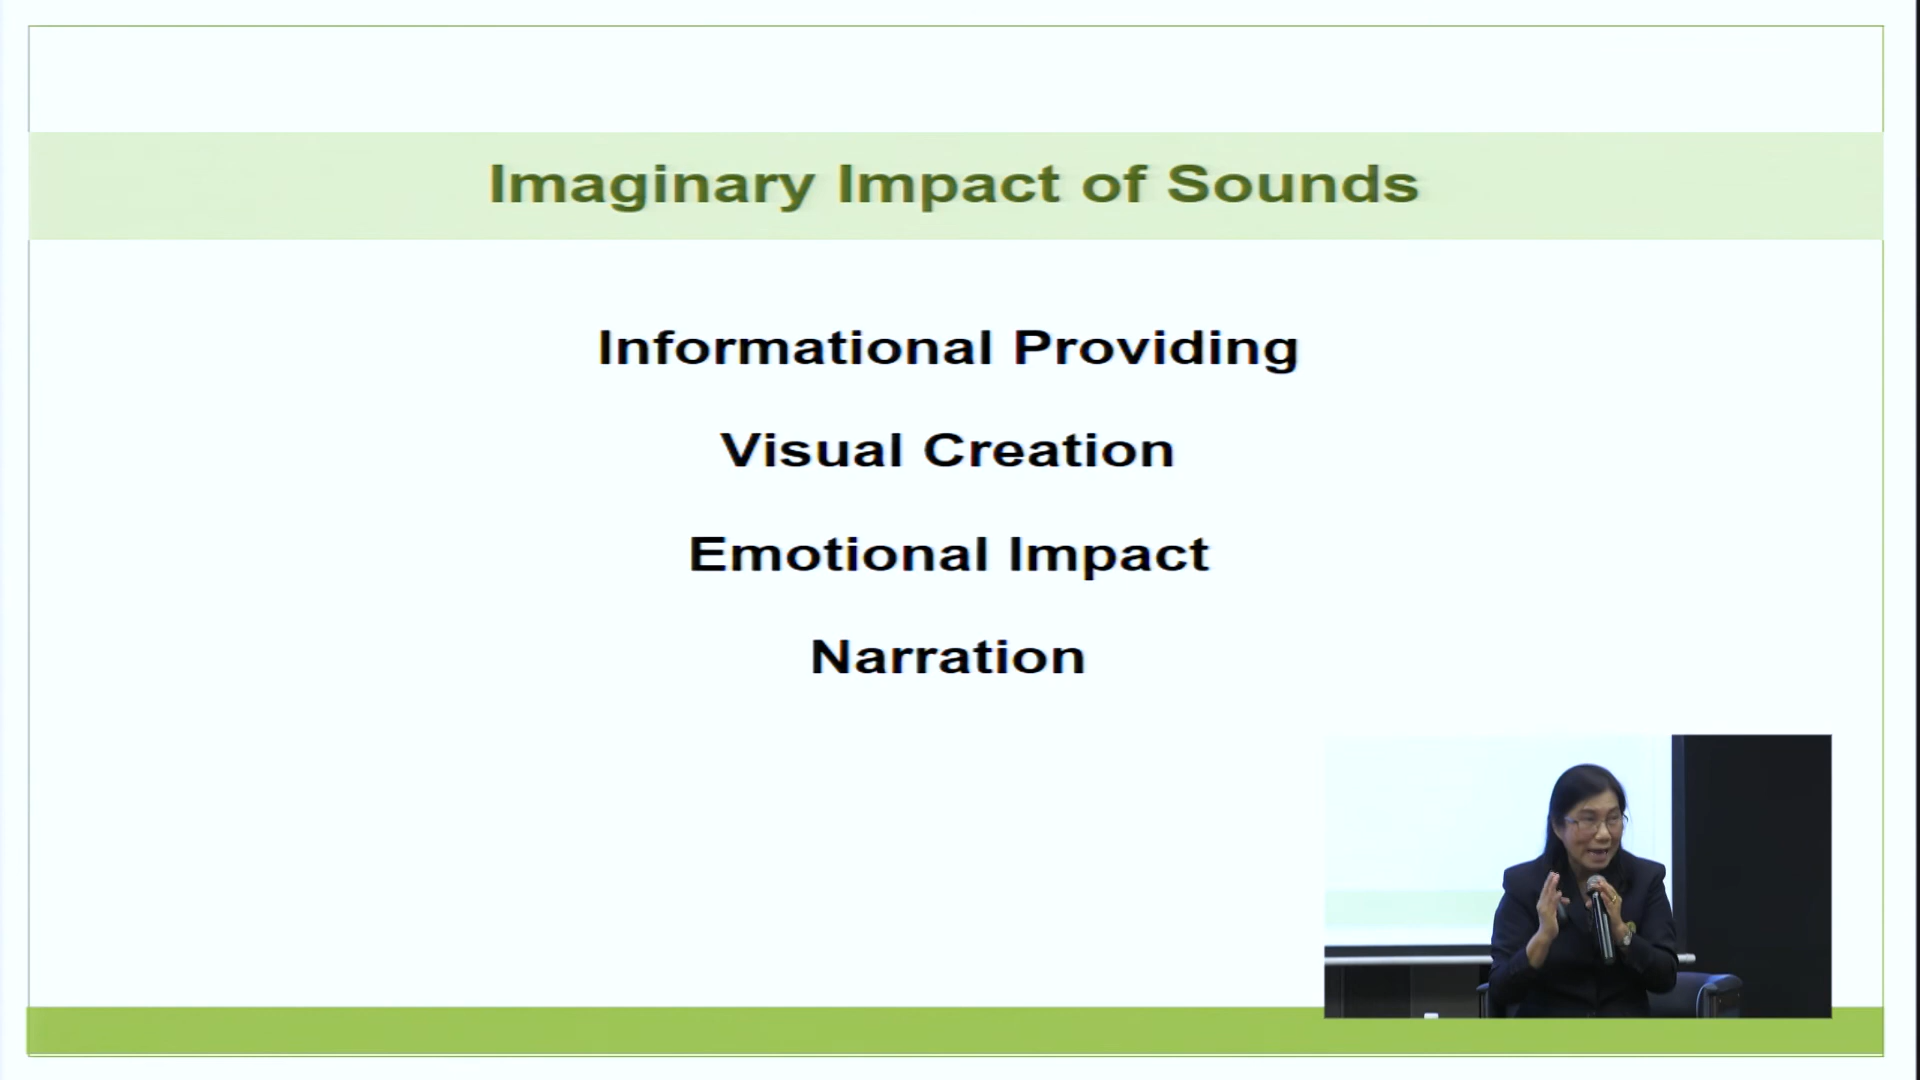 Imaginary Impact of Sounds
Informational Providing
Visual Creation
Emotional Impact
Narration